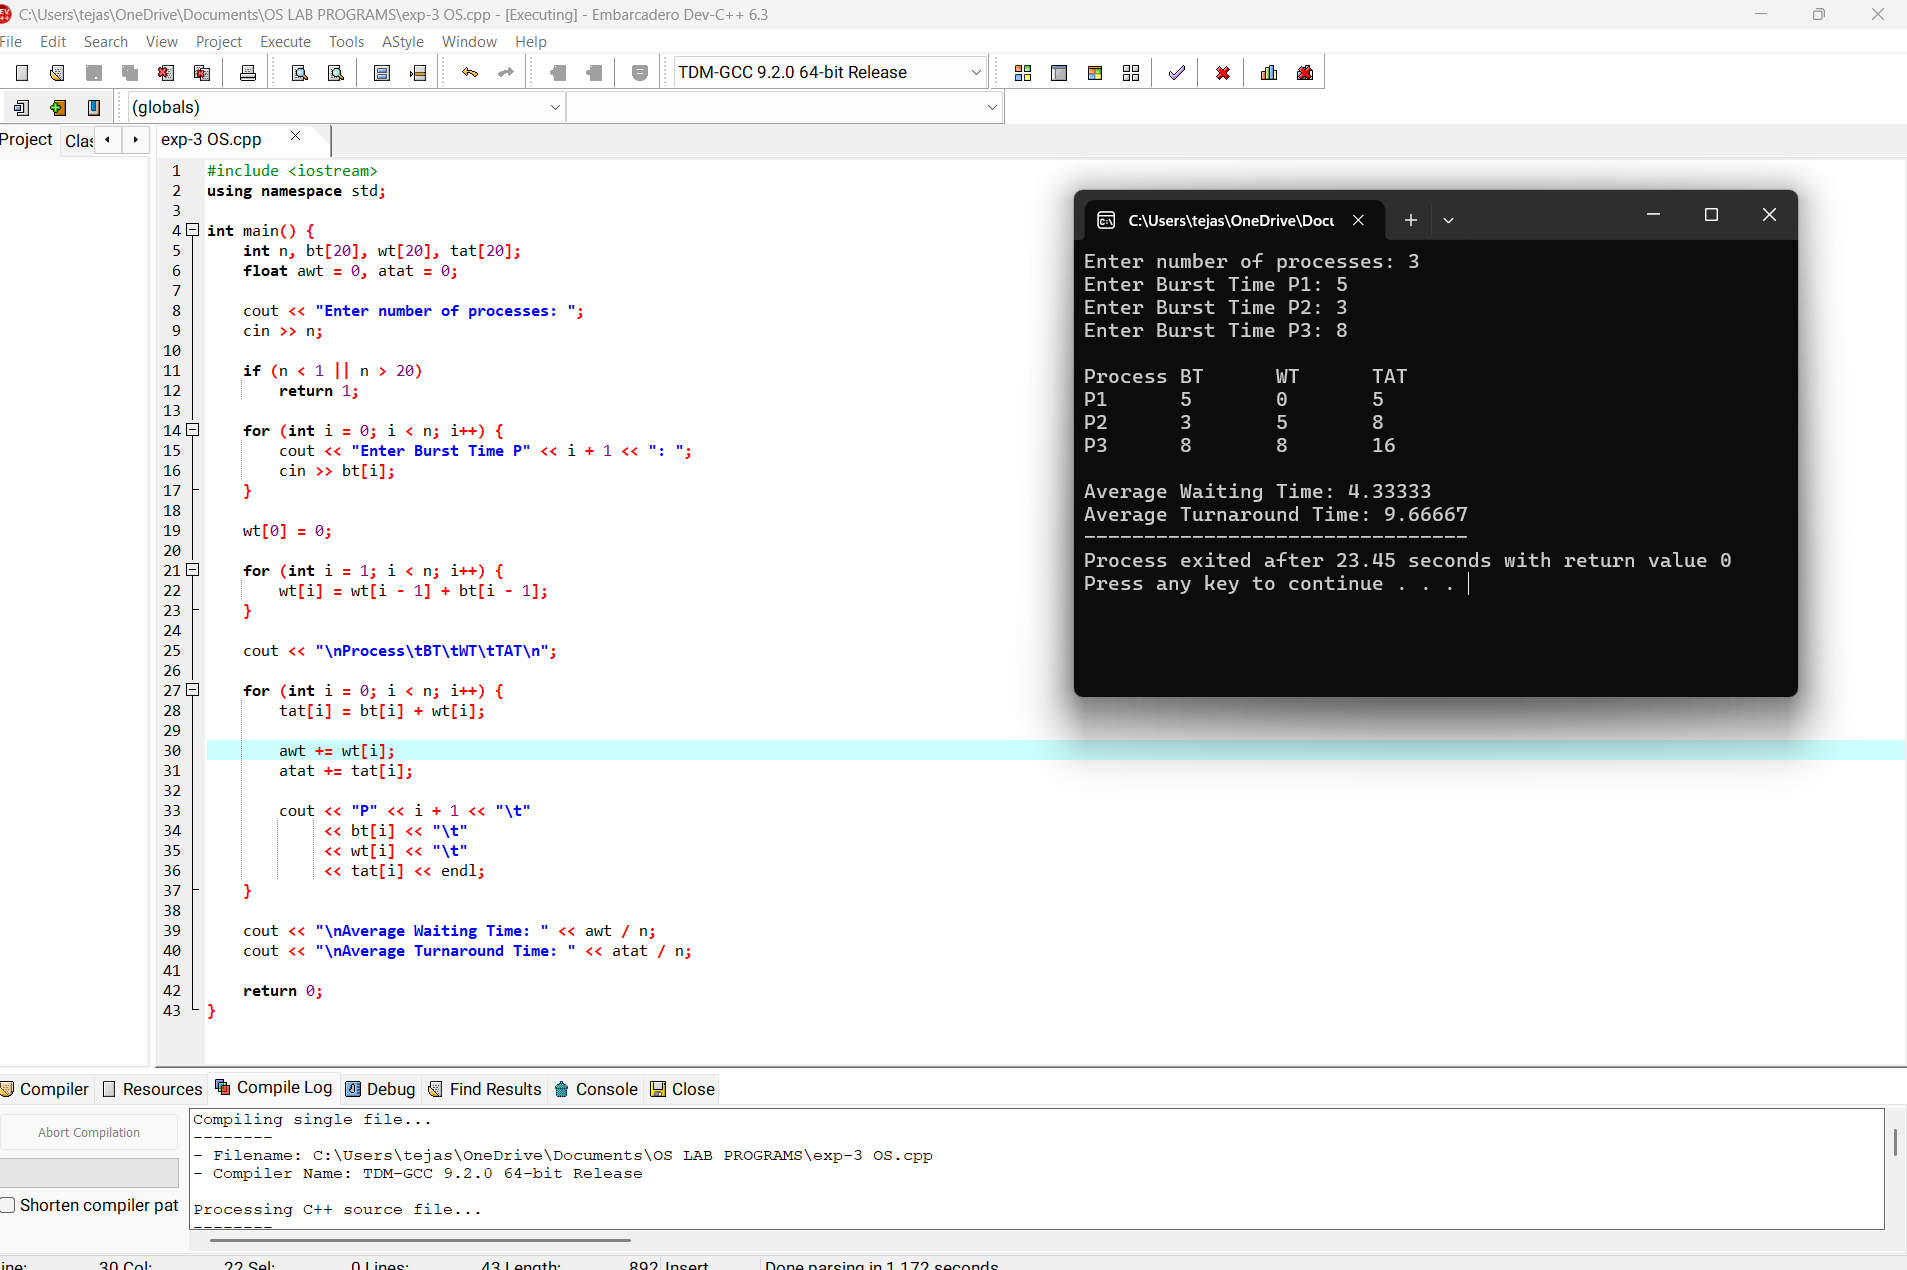 C:\Users\tejas\OneDrive\Documents\OS LAB PROGRAMS\exp-3 OS.cpp - [Executing] - Embarcadero Dev-C++ 6.3
File Edit Search View Project Execute Tools AStyle Window Help
TDM-GCC 9.2.0 64-bit Release
(globals)
Project Clas
exp-3 OS.cpp
1 #include <iostream>
2 using namespace std;
3
4 int main() {
5 int n, bt[20], wt[20], tat[20];
6 float awt = 0, atat = 0;
7
8 cout << "Enter number of processes: ";
9 cin >> n;
10
11 if (n < 1 || n > 20)
12 return 1;
13
14 for (int i = 0; i < n; i++) {
15 cout << "Enter Burst Time P" << i + 1 << ": ";
16 cin >> bt[i];
17 }
18
19 wt[0] = 0;
20
21 for (int i = 1; i < n; i++) {
22 wt[i] = wt[i - 1] + bt[i - 1];
23 }
24
25 cout << "\nProcess\tBT\tWT\tTAT\n";
26
27 for (int i = 0; i < n; i++) {
28 tat[i] = bt[i] + wt[i];
29
30 awt += wt[i];
31 atat += tat[i];
32
33 cout << "P" << i + 1 << "\t"
34 << bt[i] << "\t"
35 << wt[i] << "\t"
36 << tat[i] << endl;
37 }
38
39 cout << "\nAverage Waiting Time: " << awt / n;
40 cout << "\nAverage Turnaround Time: " << atat / n;
41
42 return 0;
43 }
C:\Users\tejas\OneDrive\Docu
Enter number of processes: 3
Enter Burst Time P1: 5
Enter Burst Time P2: 3
Enter Burst Time P3: 8
Process BT WT TAT
P1 5 0 5
P2 3 5 8
P3 8 8 16
Average Waiting Time: 4.33333
Average Turnaround Time: 9.66667
--------------------------------
Process exited after 23.45 seconds with return value 0
Press any key to continue . . .
Compiler Resources Compile Log Debug Find Results Console Close
Abort Compilation
Shorten compiler pat
Compiling single file...
--------
- Filename: C:\Users\tejas\OneDrive\Documents\OS LAB PROGRAMS\exp-3 OS.cpp
- Compiler Name: TDM-GCC 9.2.0 64-bit Release
Processing C++ source file...
--------
ine: 30 Col: 22 Sel: 0 Lines: 43 Length: 892 Insert Done parsing in 1.172 seconds